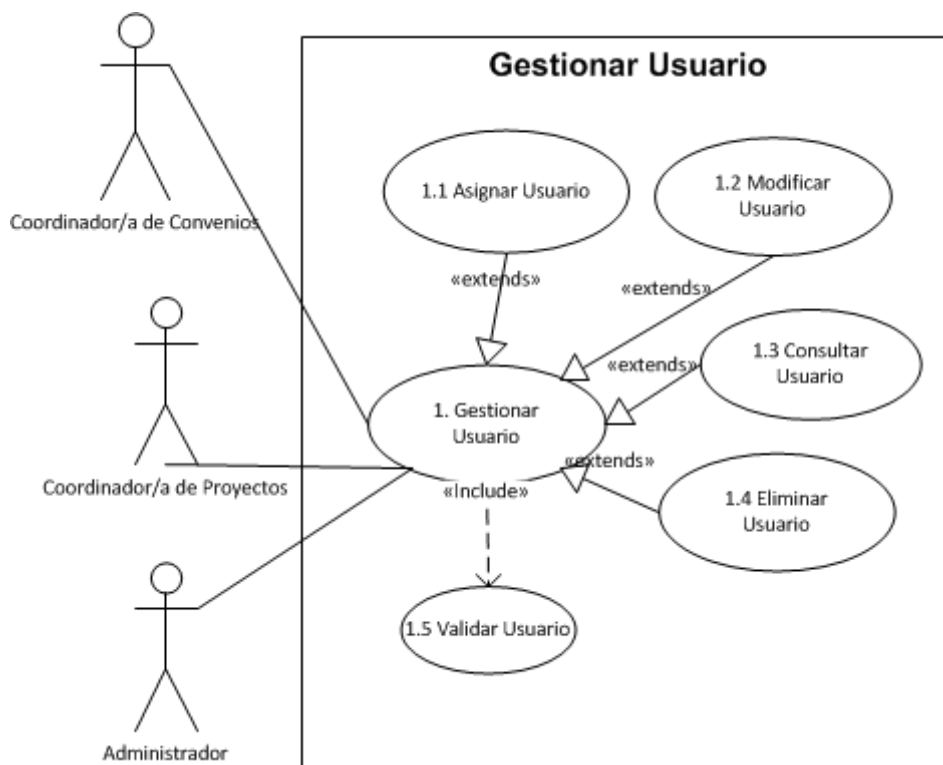 Gestionar Usuario
Coordinador/a de Convenios
1.1 Asignar Usuario
1.2 Modificar
Usuario
«extends»
«extends»
1.3 Consultar
Usuario
«extends»
1. Gestionar
Usuario
«extends»
Coordinador/a de Proyectos
«Include»
1.4 Eliminar
Usuario
1.5 Validar Usuario
Administrador